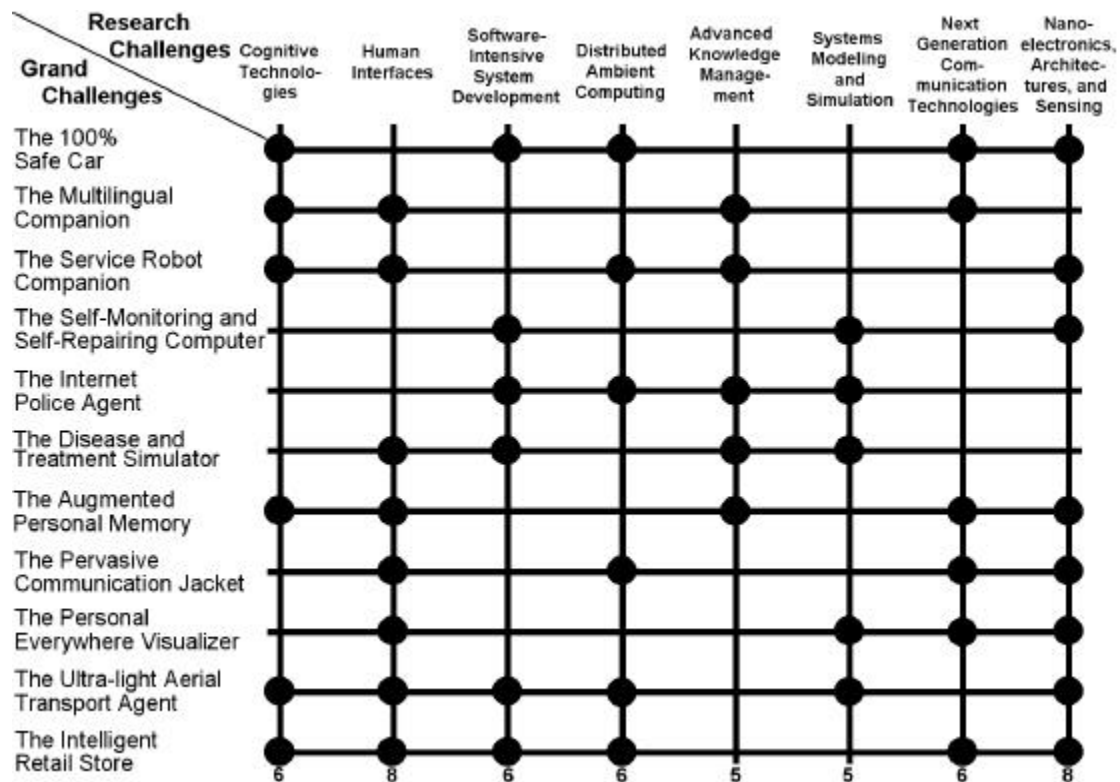 Research
Challenges
Grand
Challenges
Cognitive
Technolo-
gies
Human
Interfaces
Software-
Intensive
System
Development
Distributed
Ambient
Computing
Advanced
Knowledge
Manage-
ment
Systems
Modeling
and
Simulation
Next
Generation
Com-
munication
Technologies
Nano-
electronics,
Architec-
tures, and
Sensing
The 100%
Safe Car
The Multilingual
Companion
The Service Robot
Companion
The Self-Monitoring and
Self-Repairing Computer
The Internet
Police Agent
The Disease and
Treatment Simulator
The Augmented
Personal Memory
The Pervasive
Communication Jacket
The Personal
Everywhere Visualizer
The Ultra-light Aerial
Transport Agent
The Intelligent
Retail Store
6 8 6 6 5 5 6 8